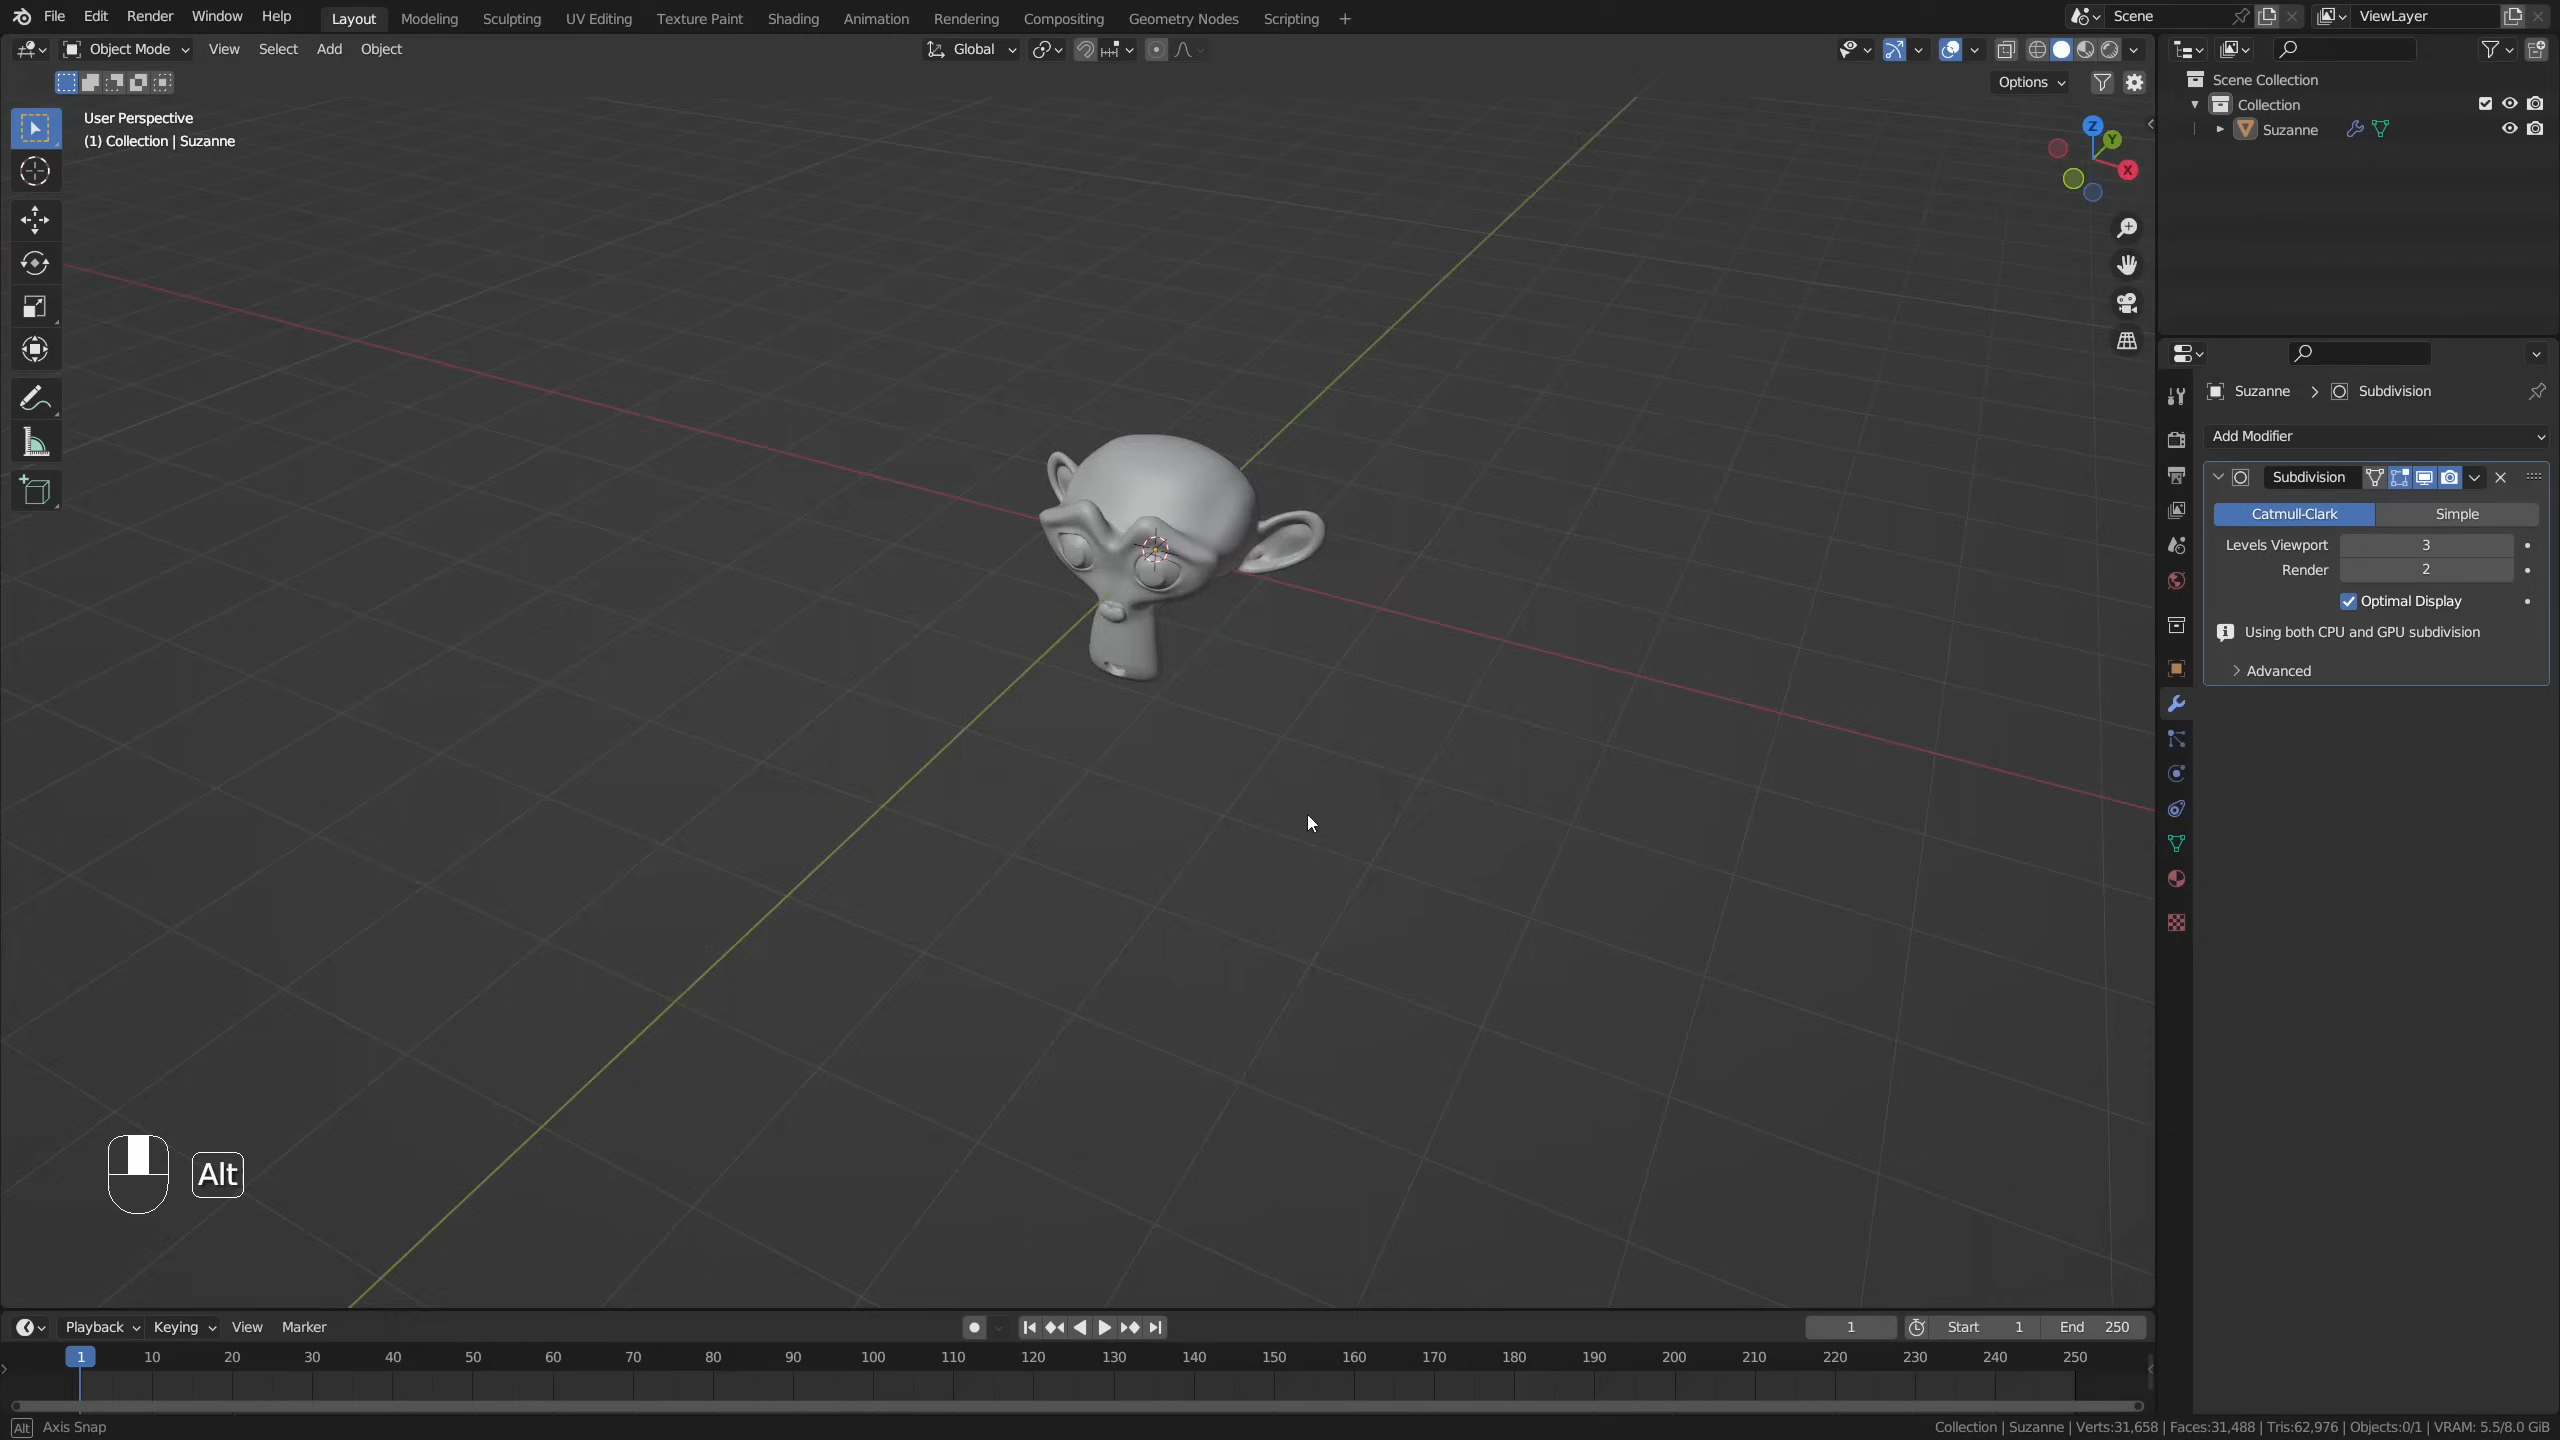 File Edit Render Window Help Layout Modeling Sculpting UV Editing Texture Paint Shading Animation Rendering Compositing Geometry Nodes Scripting + Scene ViewLayer
Object Mode View Select Add Object Global
Options
User Perspective
(1) Collection | Suzanne
Z
Y
X
Scene Collection
Collection
Suzanne
Suzanne > Subdivision
Add Modifier
Subdivision
Catmull-Clark Simple
Levels Viewport 3
Render 2
Optimal Display
Using both CPU and GPU subdivision
Advanced
Alt
Playback Keying View Marker 1 Start 1 End 250
1 10 20 30 40 50 60 70 80 90 100 110 120 130 140 150 160 170 180 190 200 210 220 230 240 250
Alt Axis Snap Collection | Suzanne | Verts:31,658 | Faces:31,488 | Tris:62,976 | Objects:0/1 | VRAM: 5.5/8.0 GiB